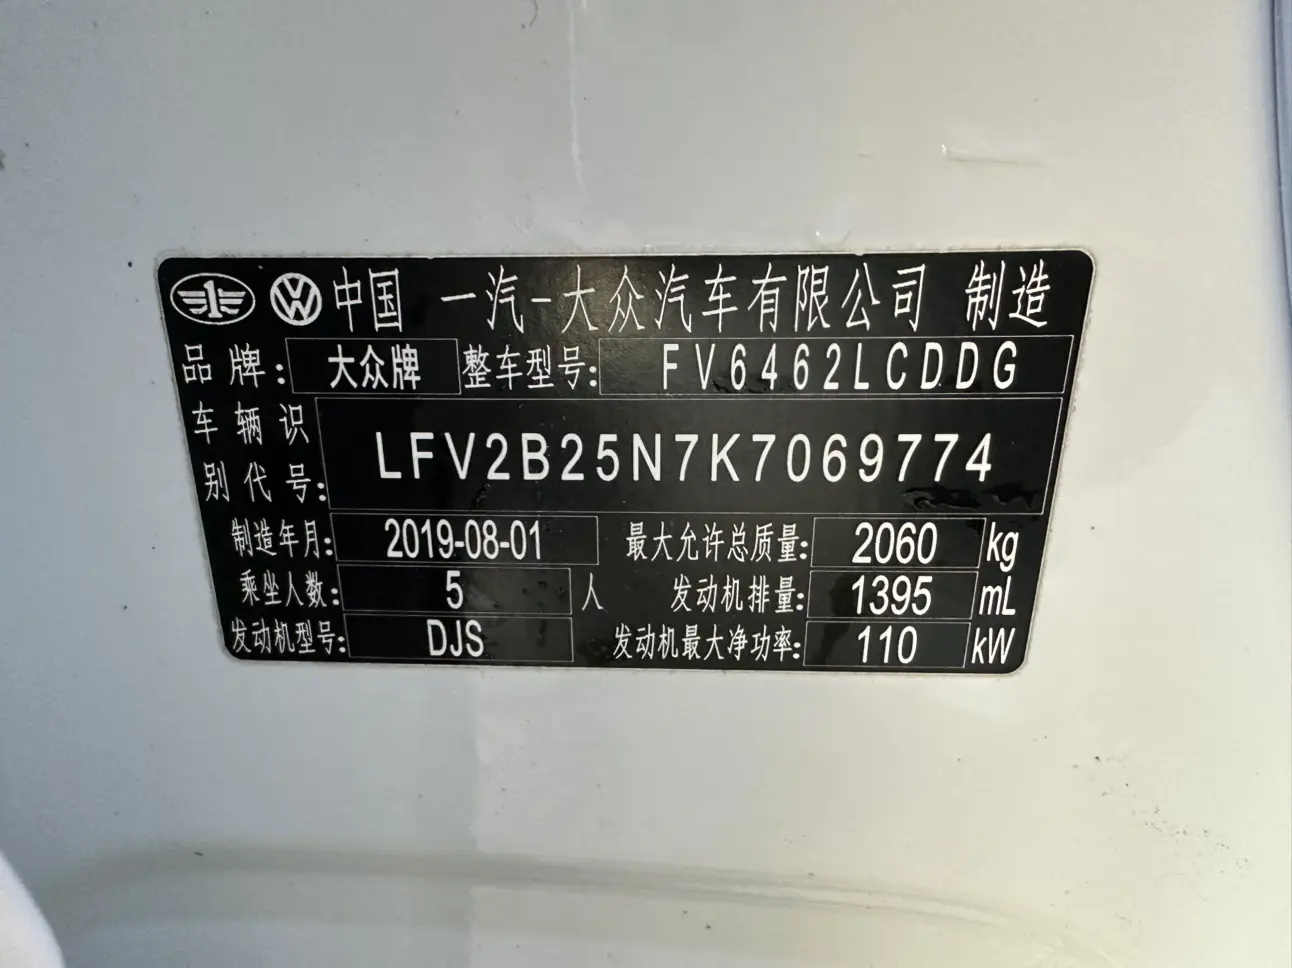 中国 一汽-大众汽车有限公司 制造
品牌: 大众牌 整车型号: FV6462LCDDG
车辆识别代号: LFV2B25N7K7069774
制造年月: 2019-08-01 最大允许总质量: 2060 kg
乘坐人数: 5 人 发动机排量: 1395 mL
发动机型号: DJS 发动机最大净功率: 110 kW